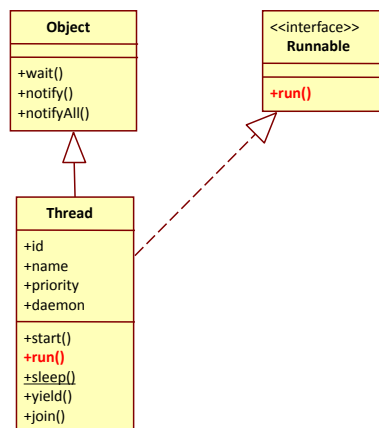 Object
+wait()
+notify()
+notifyAll()
<<interface>>
Runnable
+run()
Thread
+id
+name
+priority
+daemon
+start()
+run()
+sleep()
+yield()
+join()